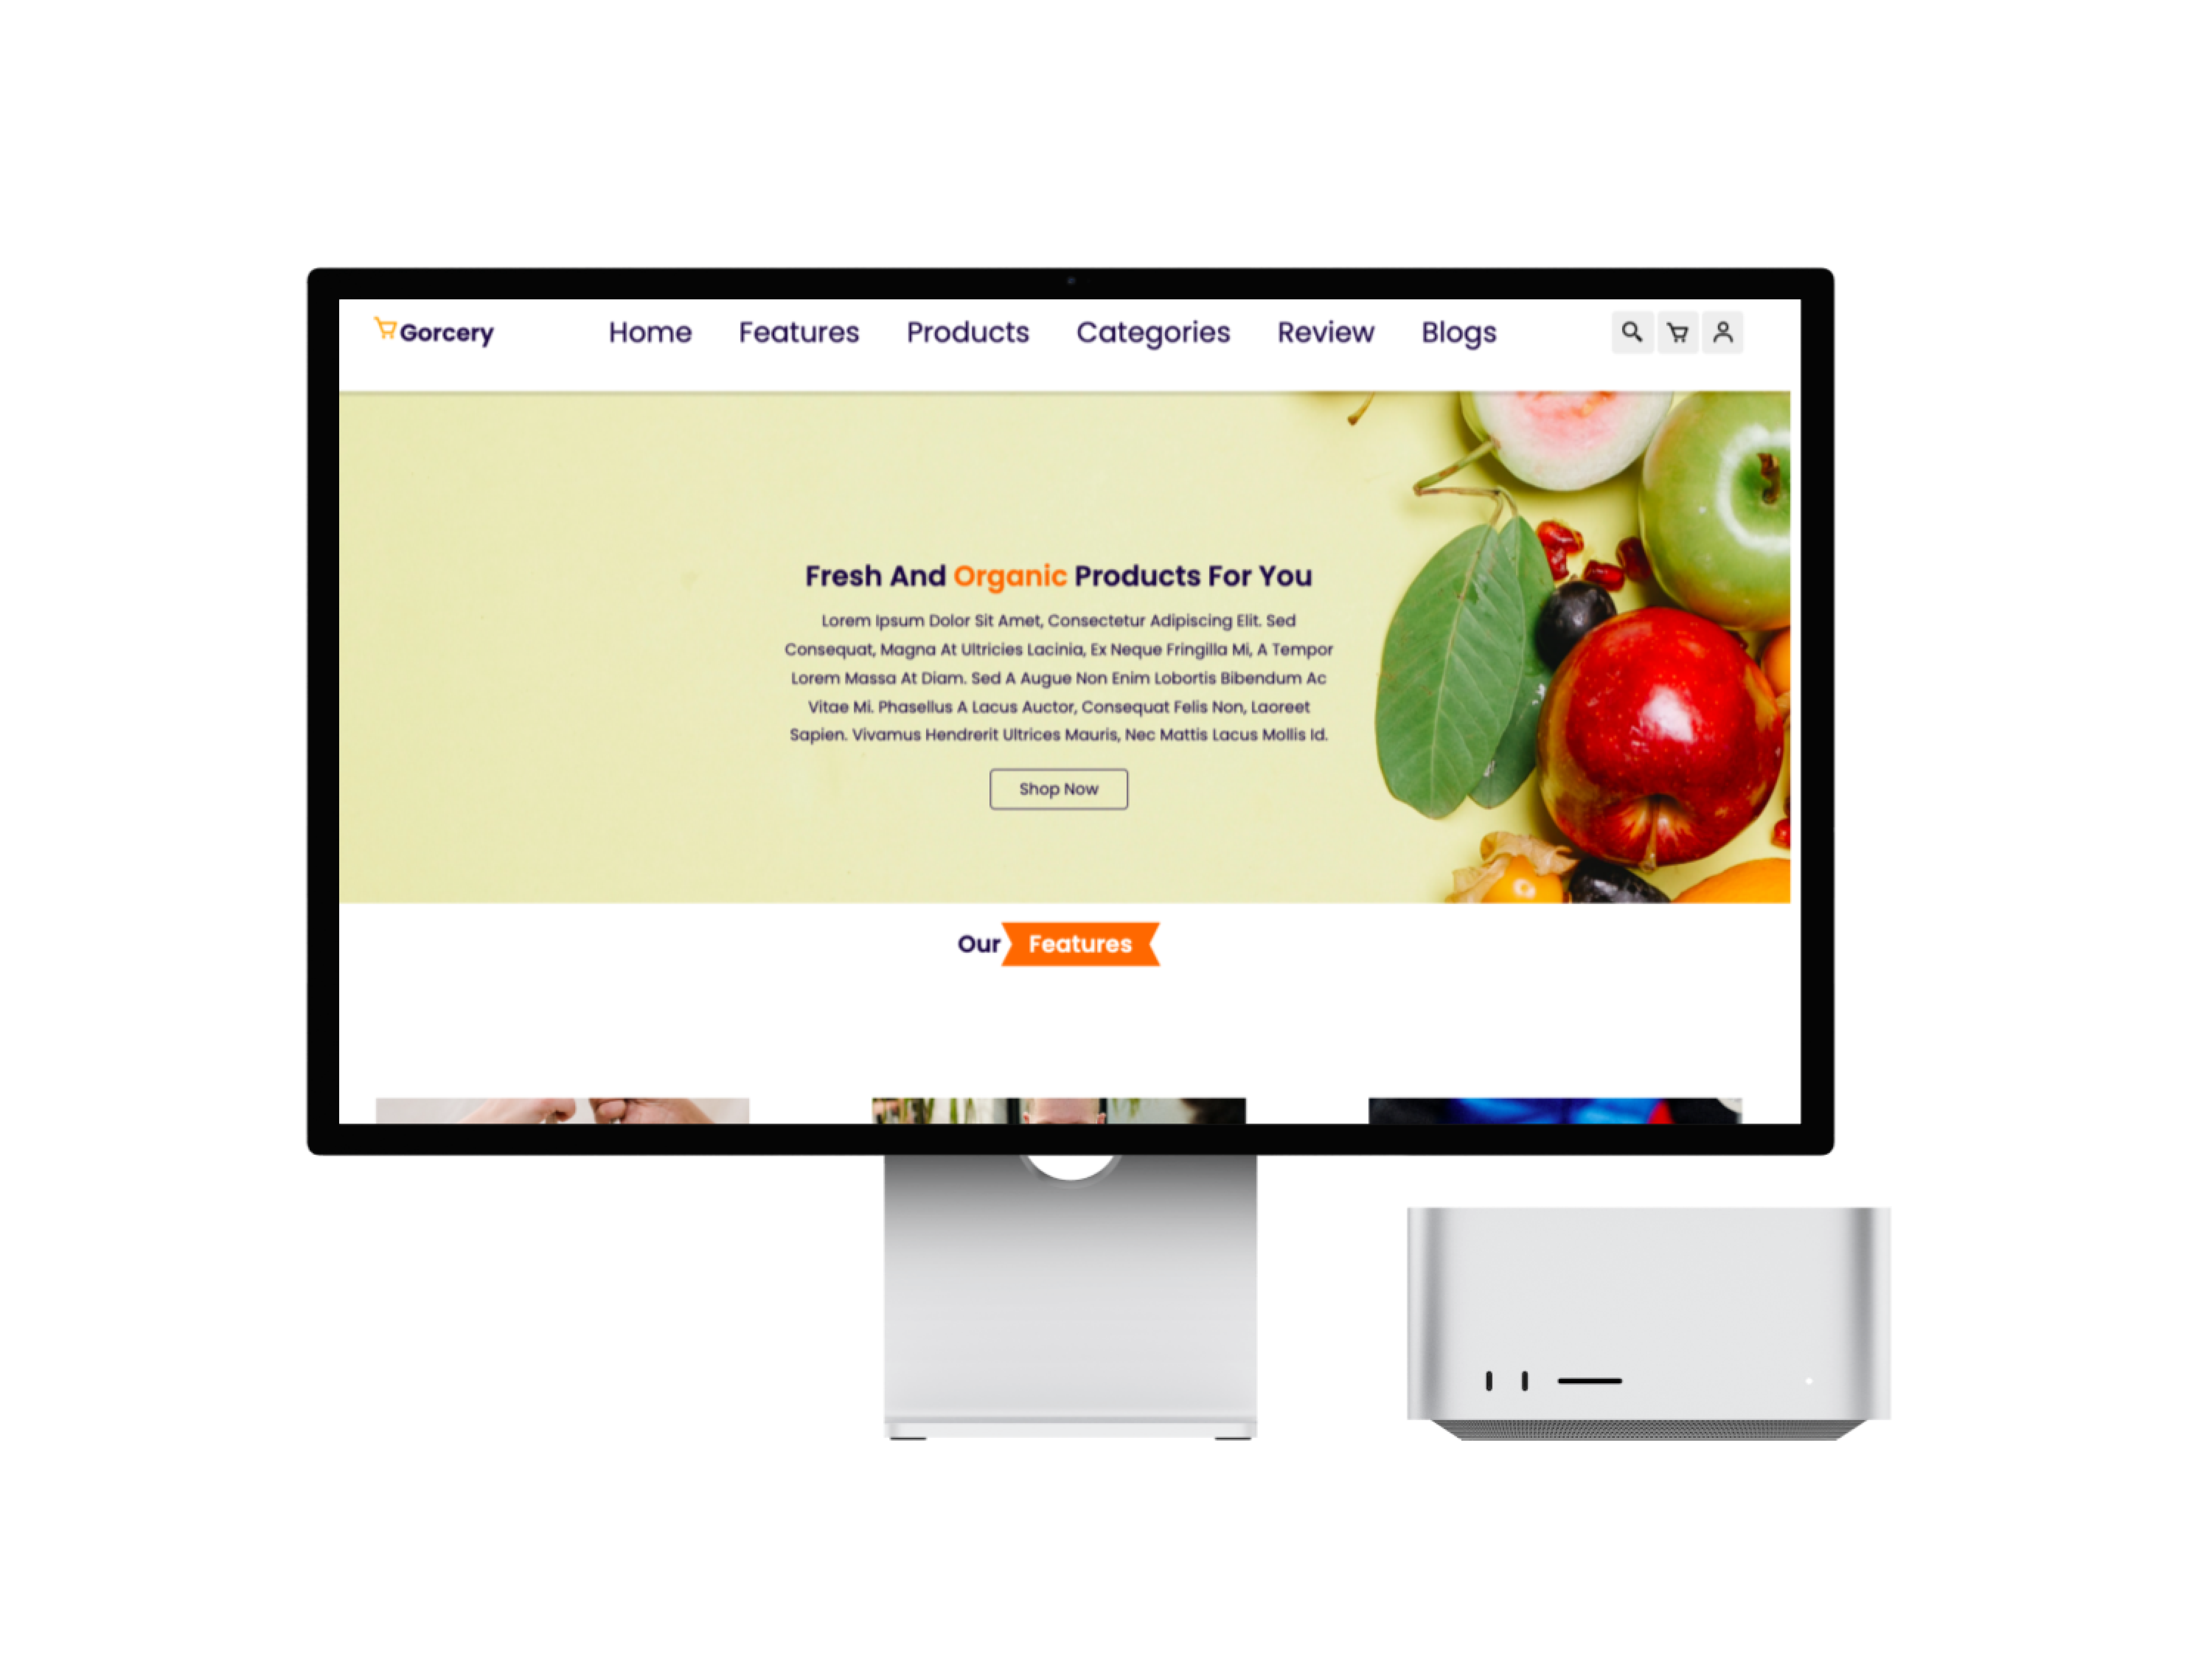 Gorcery Home Features Products Categories Review Blogs
Fresh And Organic Products For You
Lorem Ipsum Dolor Sit Amet, Consectetur Adipiscing Elit. Sed
Consequat, Magna At Ultricies Lacinia, Ex Neque Fringilla Mi, A Tempor
Lorem Massa At Diam. Sed A Augue Non Enim Lobortis Bibendum Ac
Vitae Mi. Phasellus A Lacus Auctor, Consequat Felis Non, Laoreet
Sapien. Vivamus Hendrerit Ultrices Mauris, Nec Mattis Lacus Mollis Id.
Shop Now
Our Features